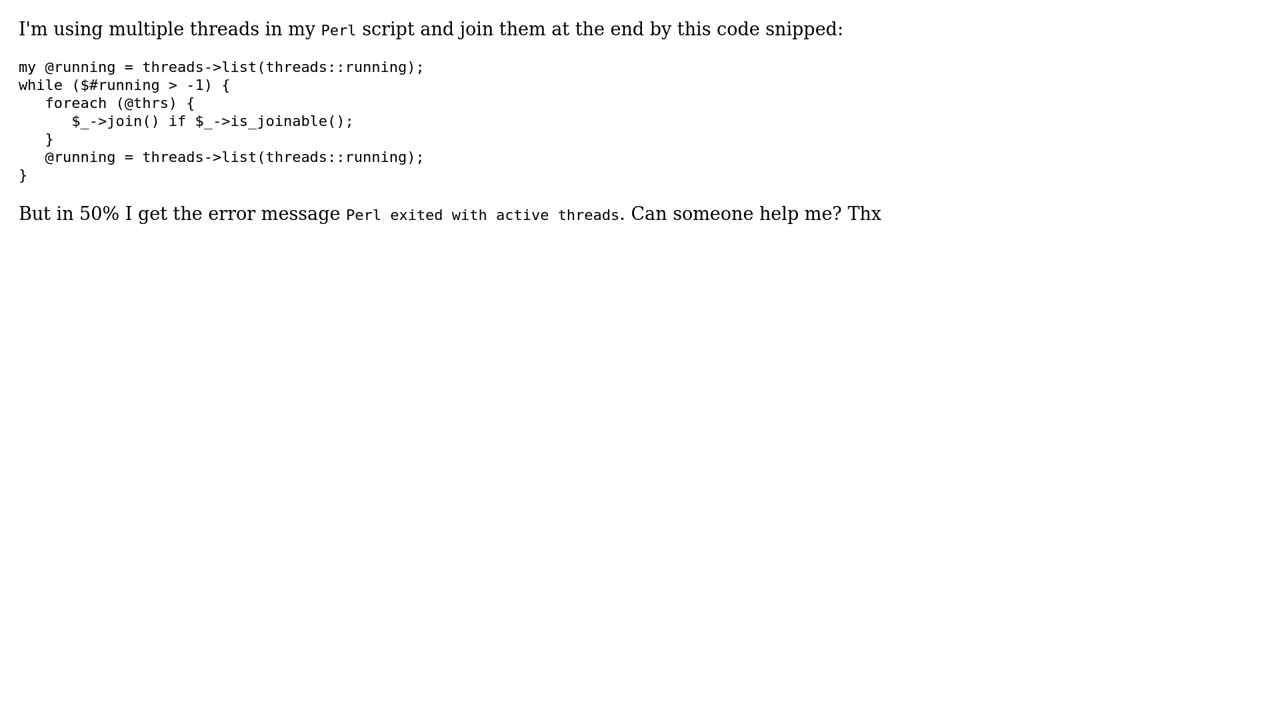 I'm using multiple threads in my Perl script and join them at the end by this code snipped:
my @running = threads->list(threads::running);
while ($#running > -1) {
   foreach (@thrs) {
      $_->join() if $_->is_joinable();
   }
   @running = threads->list(threads::running);
}
But in 50% I get the error message Perl exited with active threads. Can someone help me? Thx